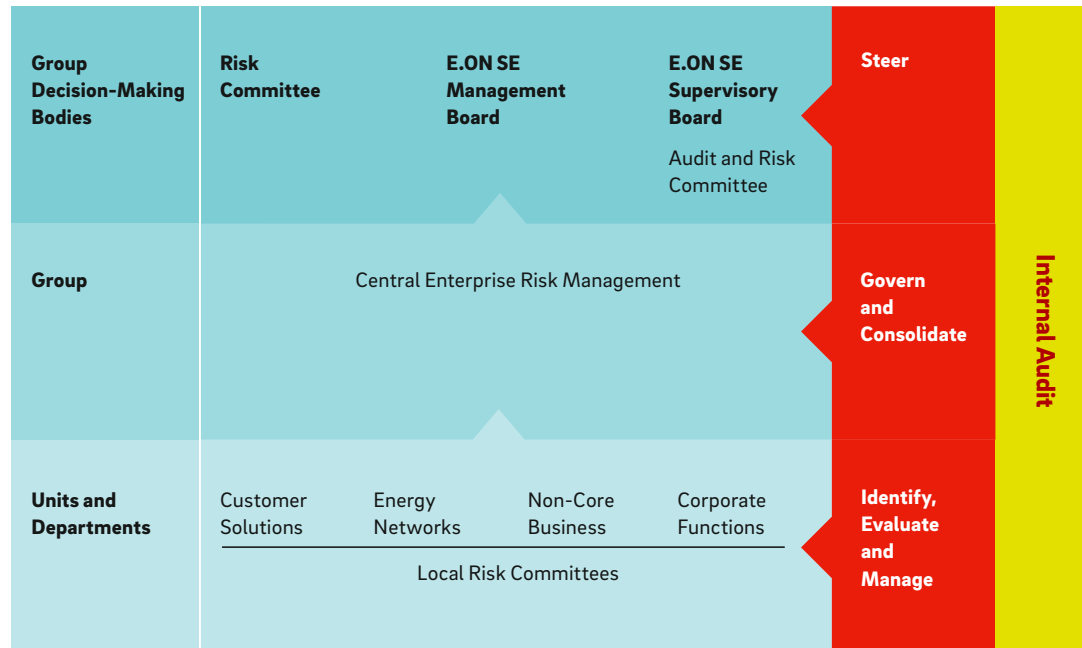 Group
Decision-Making
Bodies
Risk
Committee
E.ON SE
Management
Board
E.ON SE
Supervisory
Board
Audit and Risk
Committee
Steer
Group
Central Enterprise Risk Management
Govern
and
Consolidate
Units and
Departments
Customer
Solutions
Energy
Networks
Non-Core
Business
Corporate
Functions
Local Risk Committees
Identify,
Evaluate
and
Manage
Internal Audit